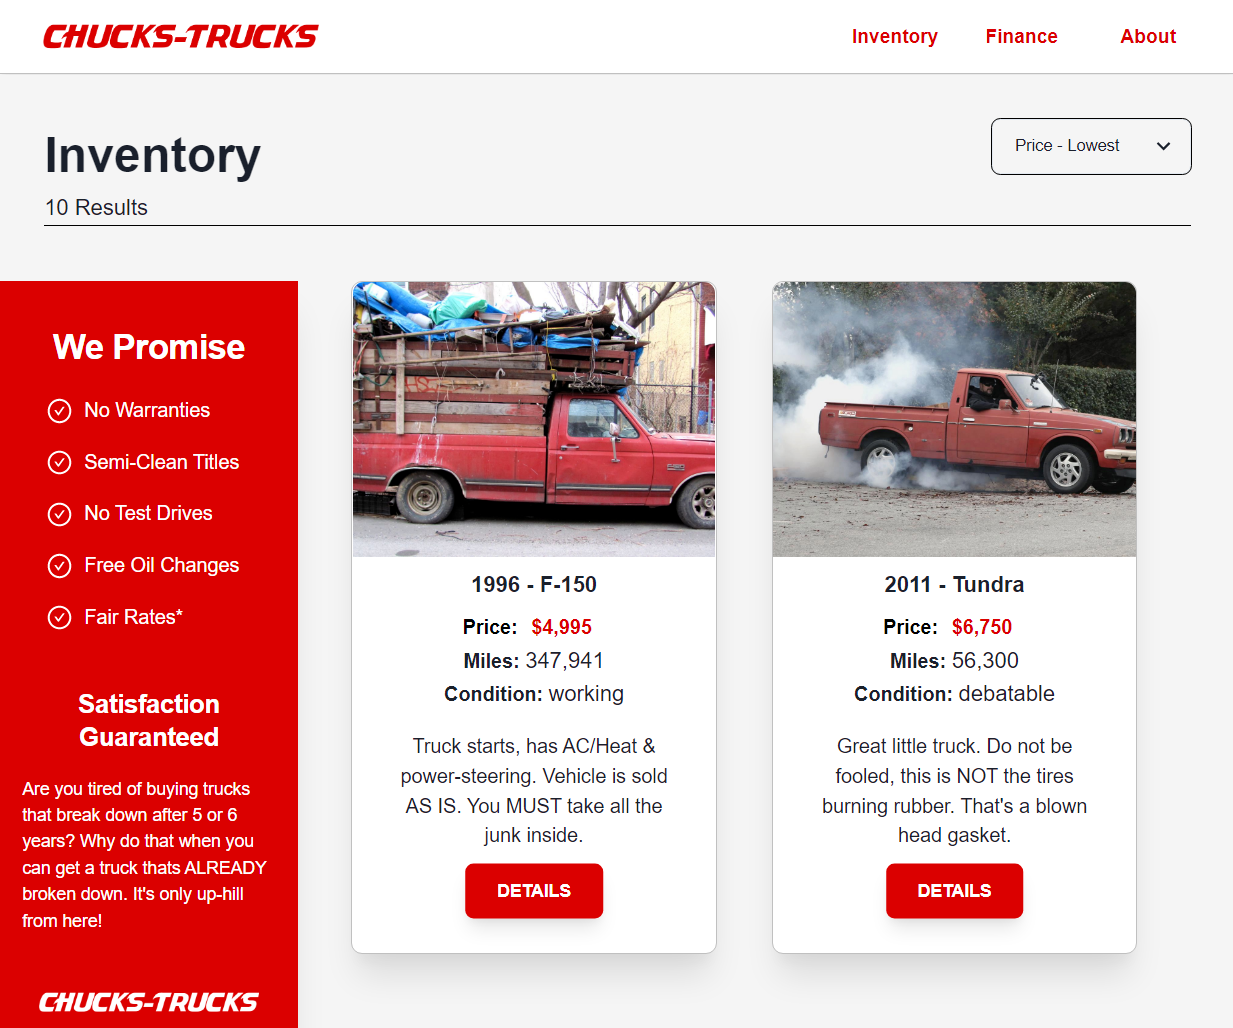 CHUCKS-TRUCKS
Inventory Finance About
Inventory
Price - Lowest
10 Results
We Promise
No Warranties
Semi-Clean Titles
No Test Drives
Free Oil Changes
Fair Rates*
Satisfaction
Guaranteed
Are you tired of buying trucks
that break down after 5 or 6
years? Why do that when you
can get a truck thats ALREADY
broken down. It's only up-hill
from here!
CHUCKS-TRUCKS
1996 - F-150
Price: $4,995
Miles: 347,941
Condition: working
Truck starts, has AC/Heat &
power-steering. Vehicle is sold
AS IS. You MUST take all the
junk inside.
DETAILS
2011 - Tundra
Price: $6,750
Miles: 56,300
Condition: debatable
Great little truck. Do not be
fooled, this is NOT the tires
burning rubber. That's a blown
head gasket.
DETAILS